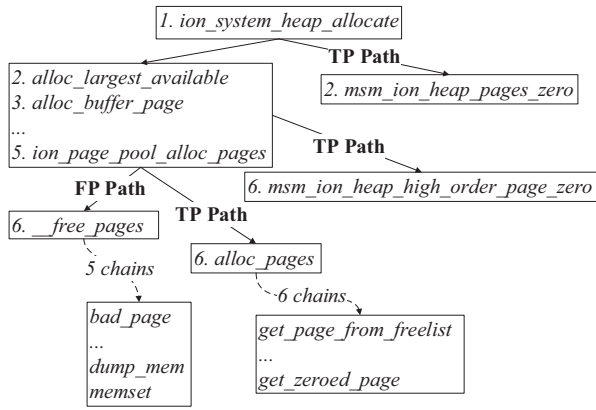 1. ion_system_heap_allocate
TP Path
2. alloc_largest_available
3. alloc_buffer_page
...
5. ion_page_pool_alloc_pages
2. msm_ion_heap_pages_zero
TP Path
6. msm_ion_heap_high_order_page_zero
FP Path
TP Path
6. __free_pages
6. alloc_pages
5 chains
6 chains
bad_page
...
dump_mem
memset
get_page_from_freelist
...
get_zeroed_page